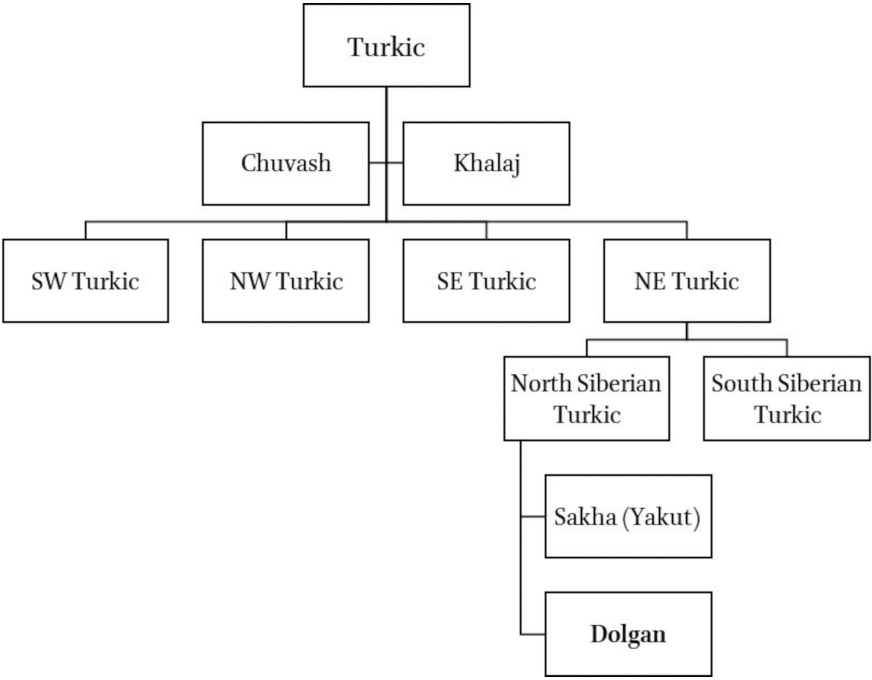 Turkic
Chuvash
Khalaj
SW Turkic
NW Turkic
SE Turkic
NE Turkic
North Siberian
Turkic
South Siberian
Turkic
Sakha (Yakut)
Dolgan